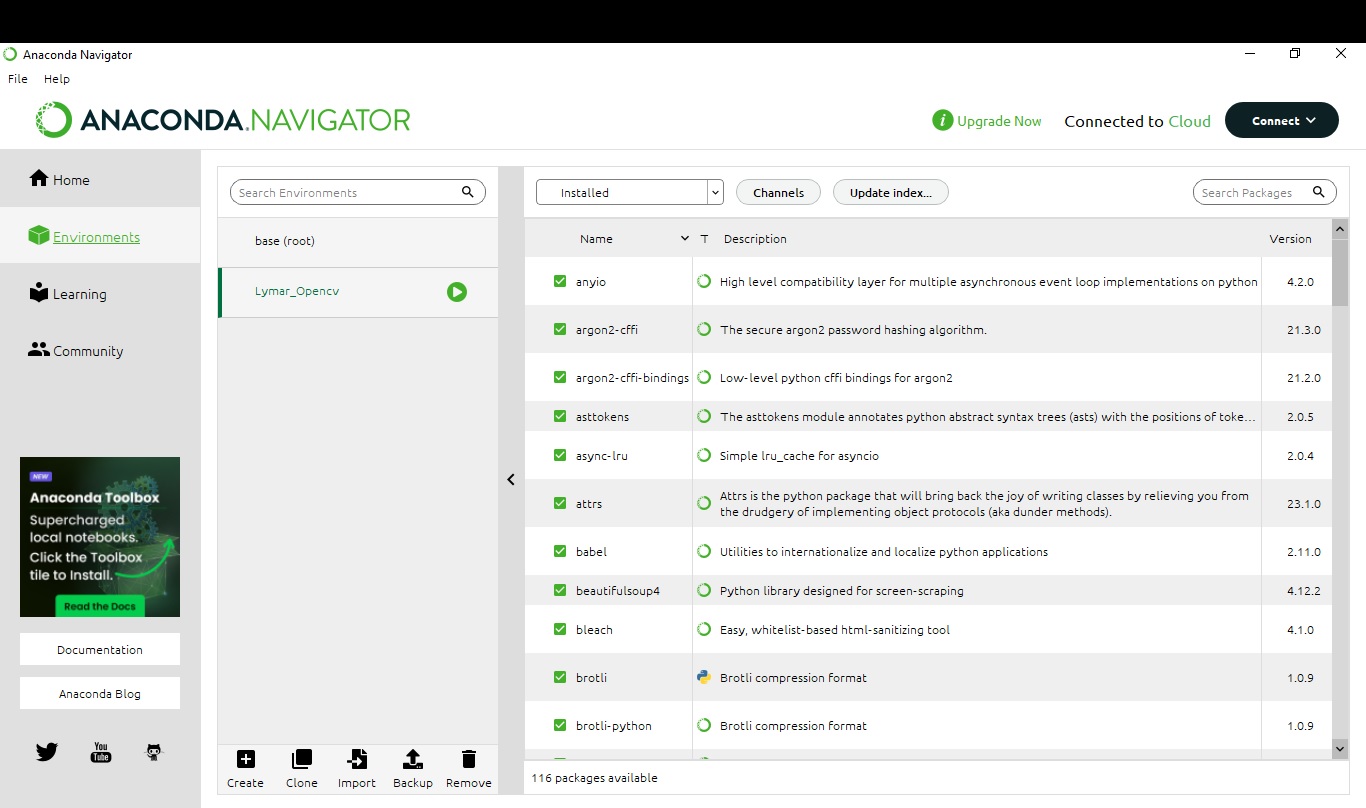 Anaconda Navigator
File Help
ANACONDA.NAVIGATOR
i Upgrade Now Connected to Cloud Connect
Home
Environments
Learning
Community
NEW
Anaconda Toolbox
Supercharged
local notebooks.
Click the Toolbox
tile to Install.
Read the Docs
Documentation
Anaconda Blog
You
Tube
Search Environments
base (root)
Lymar_Opencv
Create Clone Import Backup Remove
Installed Channels Update index... Search Packages
Name T Description Version
anyio High level compatibility layer for multiple asynchronous event loop implementations on python 4.2.0
argon2-cffi The secure argon2 password hashing algorithm. 21.3.0
argon2-cffi-bindings Low-level python cffi bindings for argon2 21.2.0
asttokens The asttokens module annotates python abstract syntax trees (asts) with the positions of toke... 2.0.5
async-lru Simple lru_cache for asyncio 2.0.4
attrs Attrs is the python package that will bring back the joy of writing classes by relieving you from
the drudgery of implementing object protocols (aka dunder methods). 23.1.0
babel Utilities to internationalize and localize python applications 2.11.0
beautifulsoup4 Python library designed for screen-scraping 4.12.2
bleach Easy, whitelist-based html-sanitizing tool 4.1.0
brotli Brotli compression format 1.0.9
brotli-python Brotli compression format 1.0.9
116 packages available